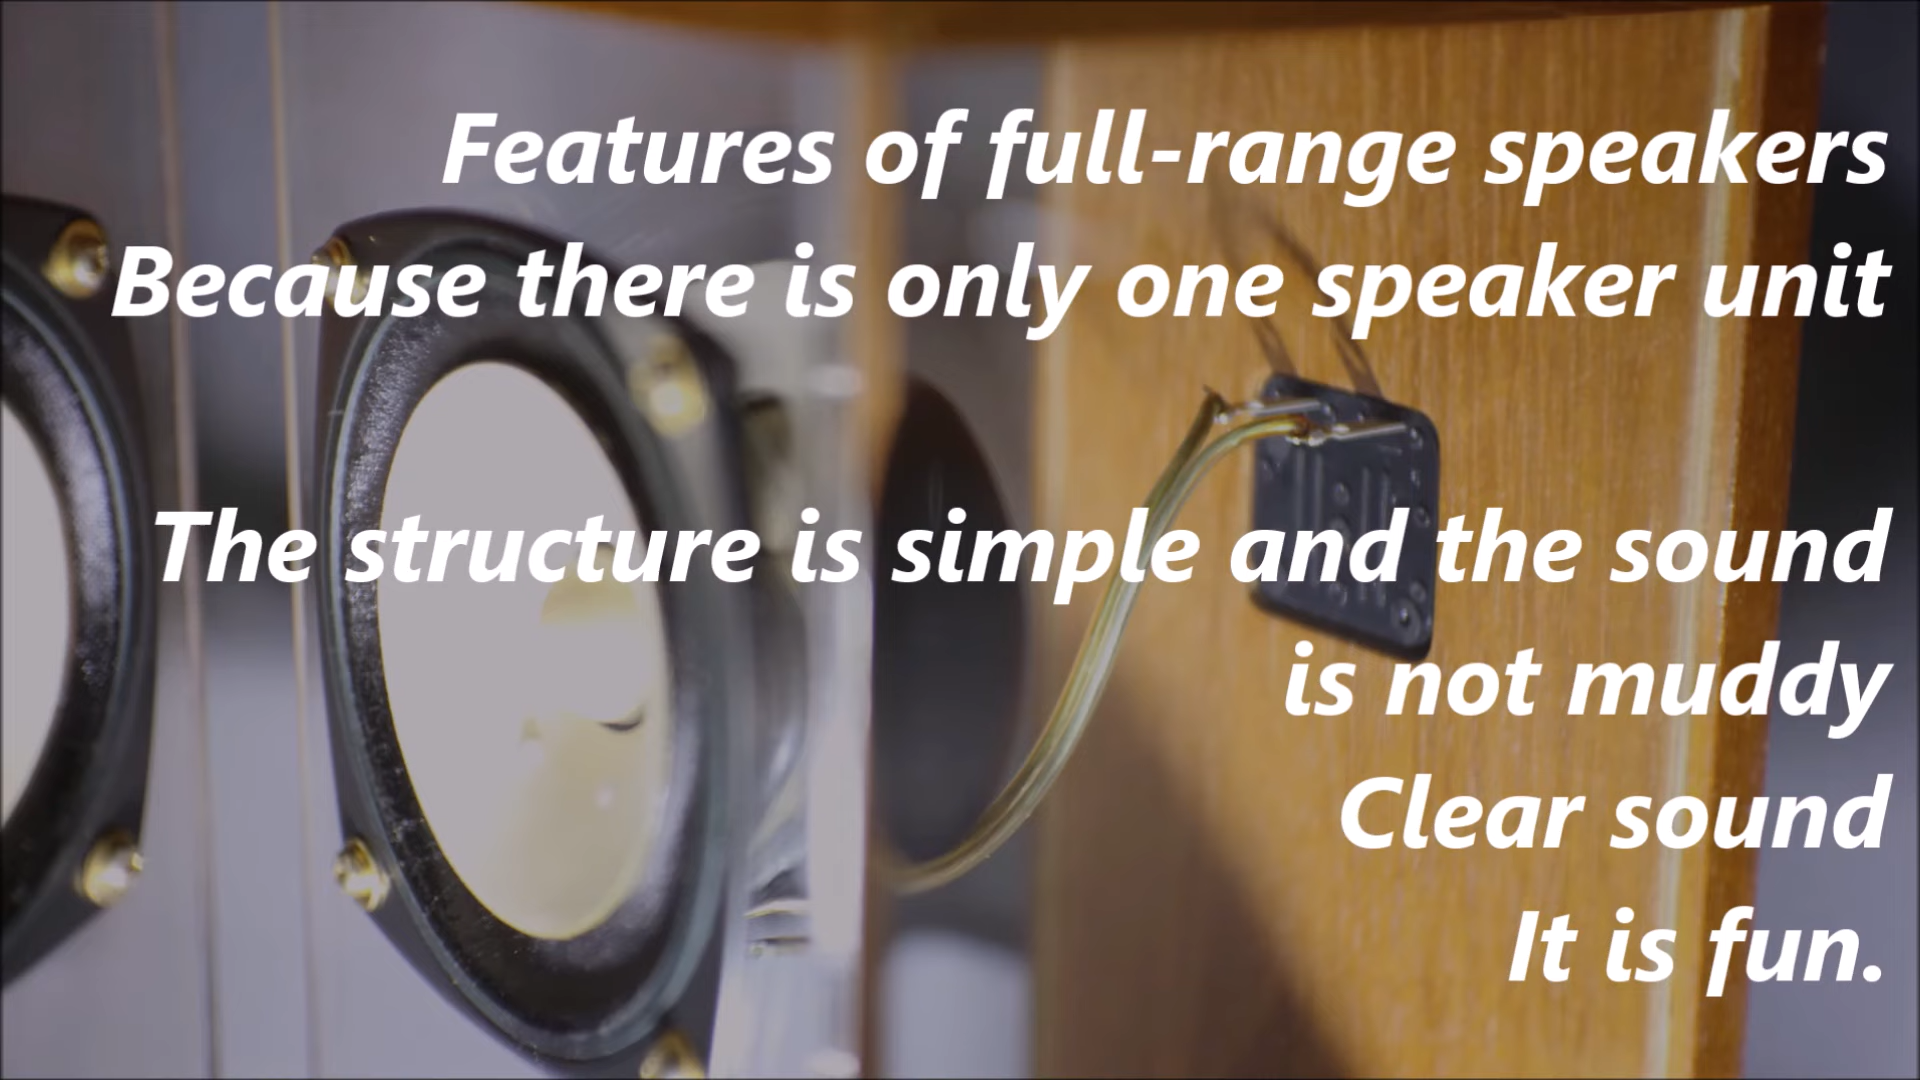 Features of full-range speakers
Because there is only one speaker unit
The structure is simple and the sound
is not muddy
Clear sound
It is fun.